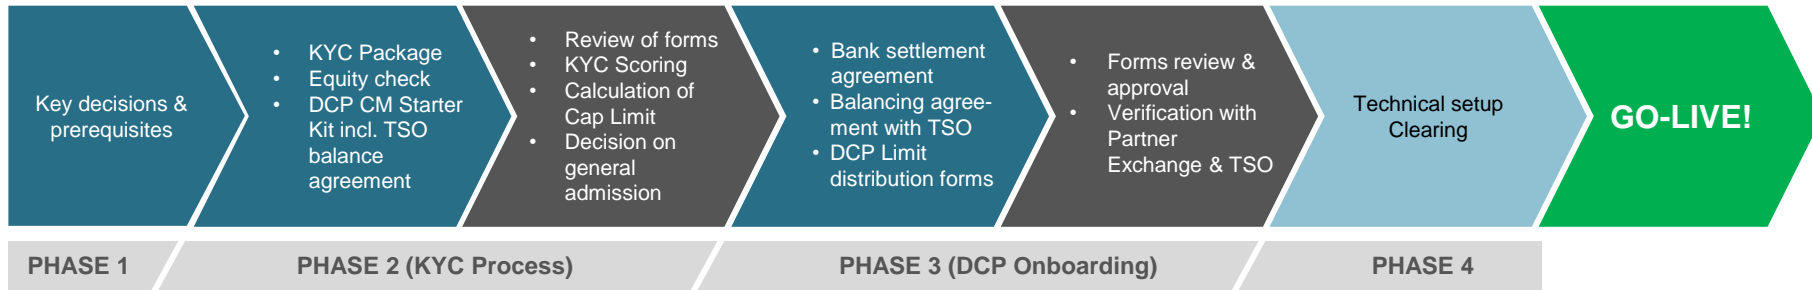 Key decisions &
prerequisites
• KYC Package
• Equity check
• DCP CM Starter
Kit incl. TSO
balance
agreement
• Review of forms
• KYC Scoring
• Calculation of
Cap Limit
• Decision on
general
admission
• Bank settlement
agreement
• Balancing agree-
ment with TSO
• DCP Limit
distribution forms
• Forms review &
approval
• Verification with
Partner
Exchange & TSO
Technical setup
Clearing
GO-LIVE!
PHASE 1
PHASE 2 (KYC Process)
PHASE 3 (DCP Onboarding)
PHASE 4